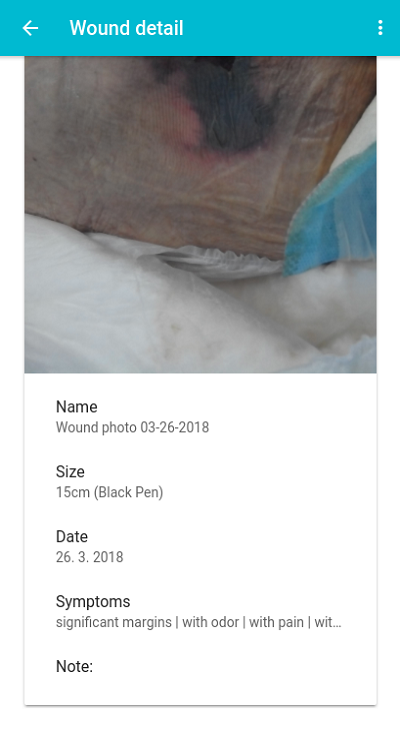 Wound detail
Name
Wound photo 03-26-2018
Size
15cm (Black Pen)
Date
26. 3. 2018
Symptoms
significant margins | with odor | with pain | wit...
Note: